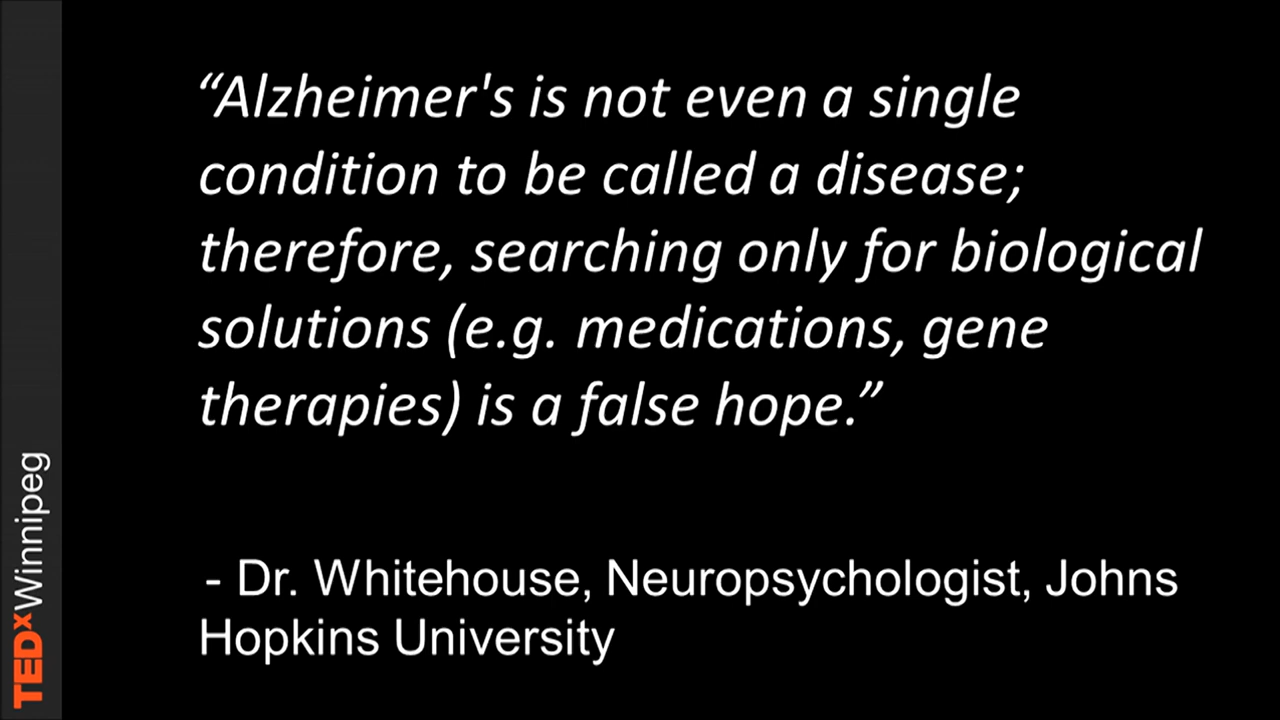 “Alzheimer's is not even a single
condition to be called a disease;
therefore, searching only for biological
solutions (e.g. medications, gene
therapies) is a false hope.”
- Dr. Whitehouse, Neuropsychologist, Johns
Hopkins University
TEDxWinnipeg